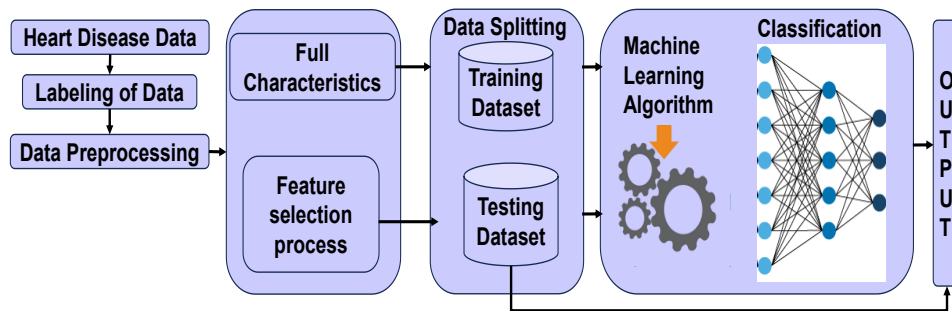 Heart Disease Data
Labeling of Data
Data Preprocessing
Full
Characteristics
Feature
selection
process
Data Splitting
Training
Dataset
Testing
Dataset
Machine
Learning
Algorithm
Classification
O
U
T
P
U
T